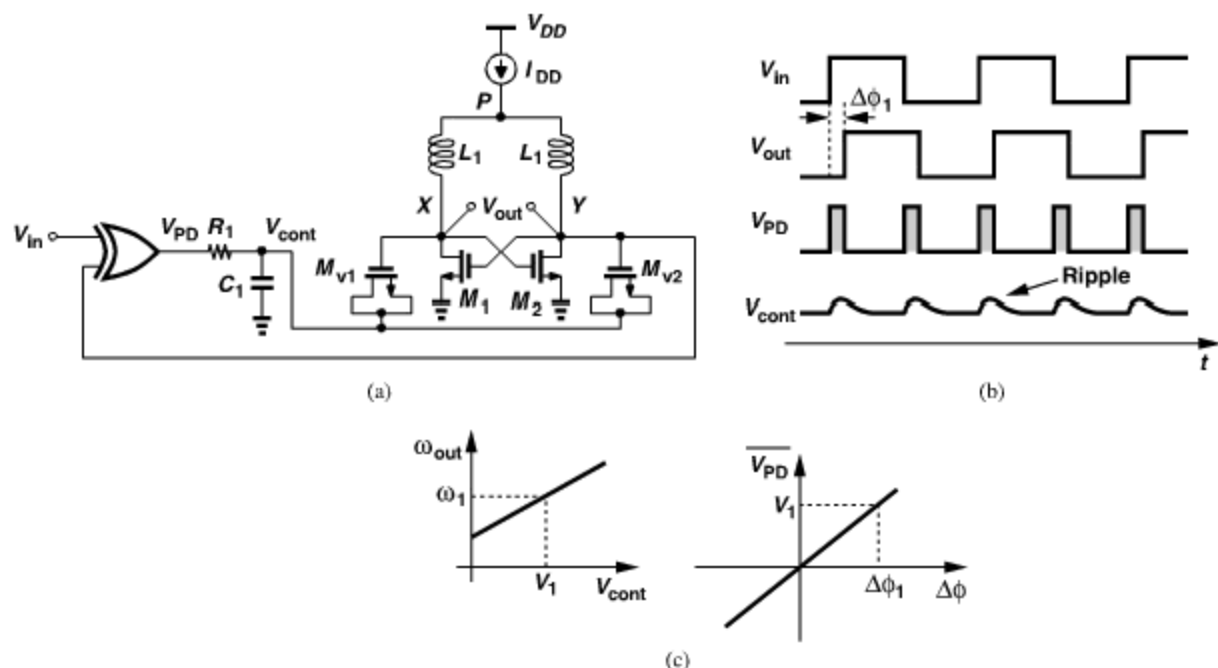 V_DD
I_DD
P
L_1 L_1
X V_out Y
V_in V_PD R_1 V_cont
C_1
M_v1 M_1 M_2 M_v2
(a)
V_in
Δϕ_1
V_out
V_PD
Ripple
V_cont
t
(b)
ω_out
ω_1
V_1 V_cont
V_PD
V_1
Δϕ_1 Δϕ
(c)